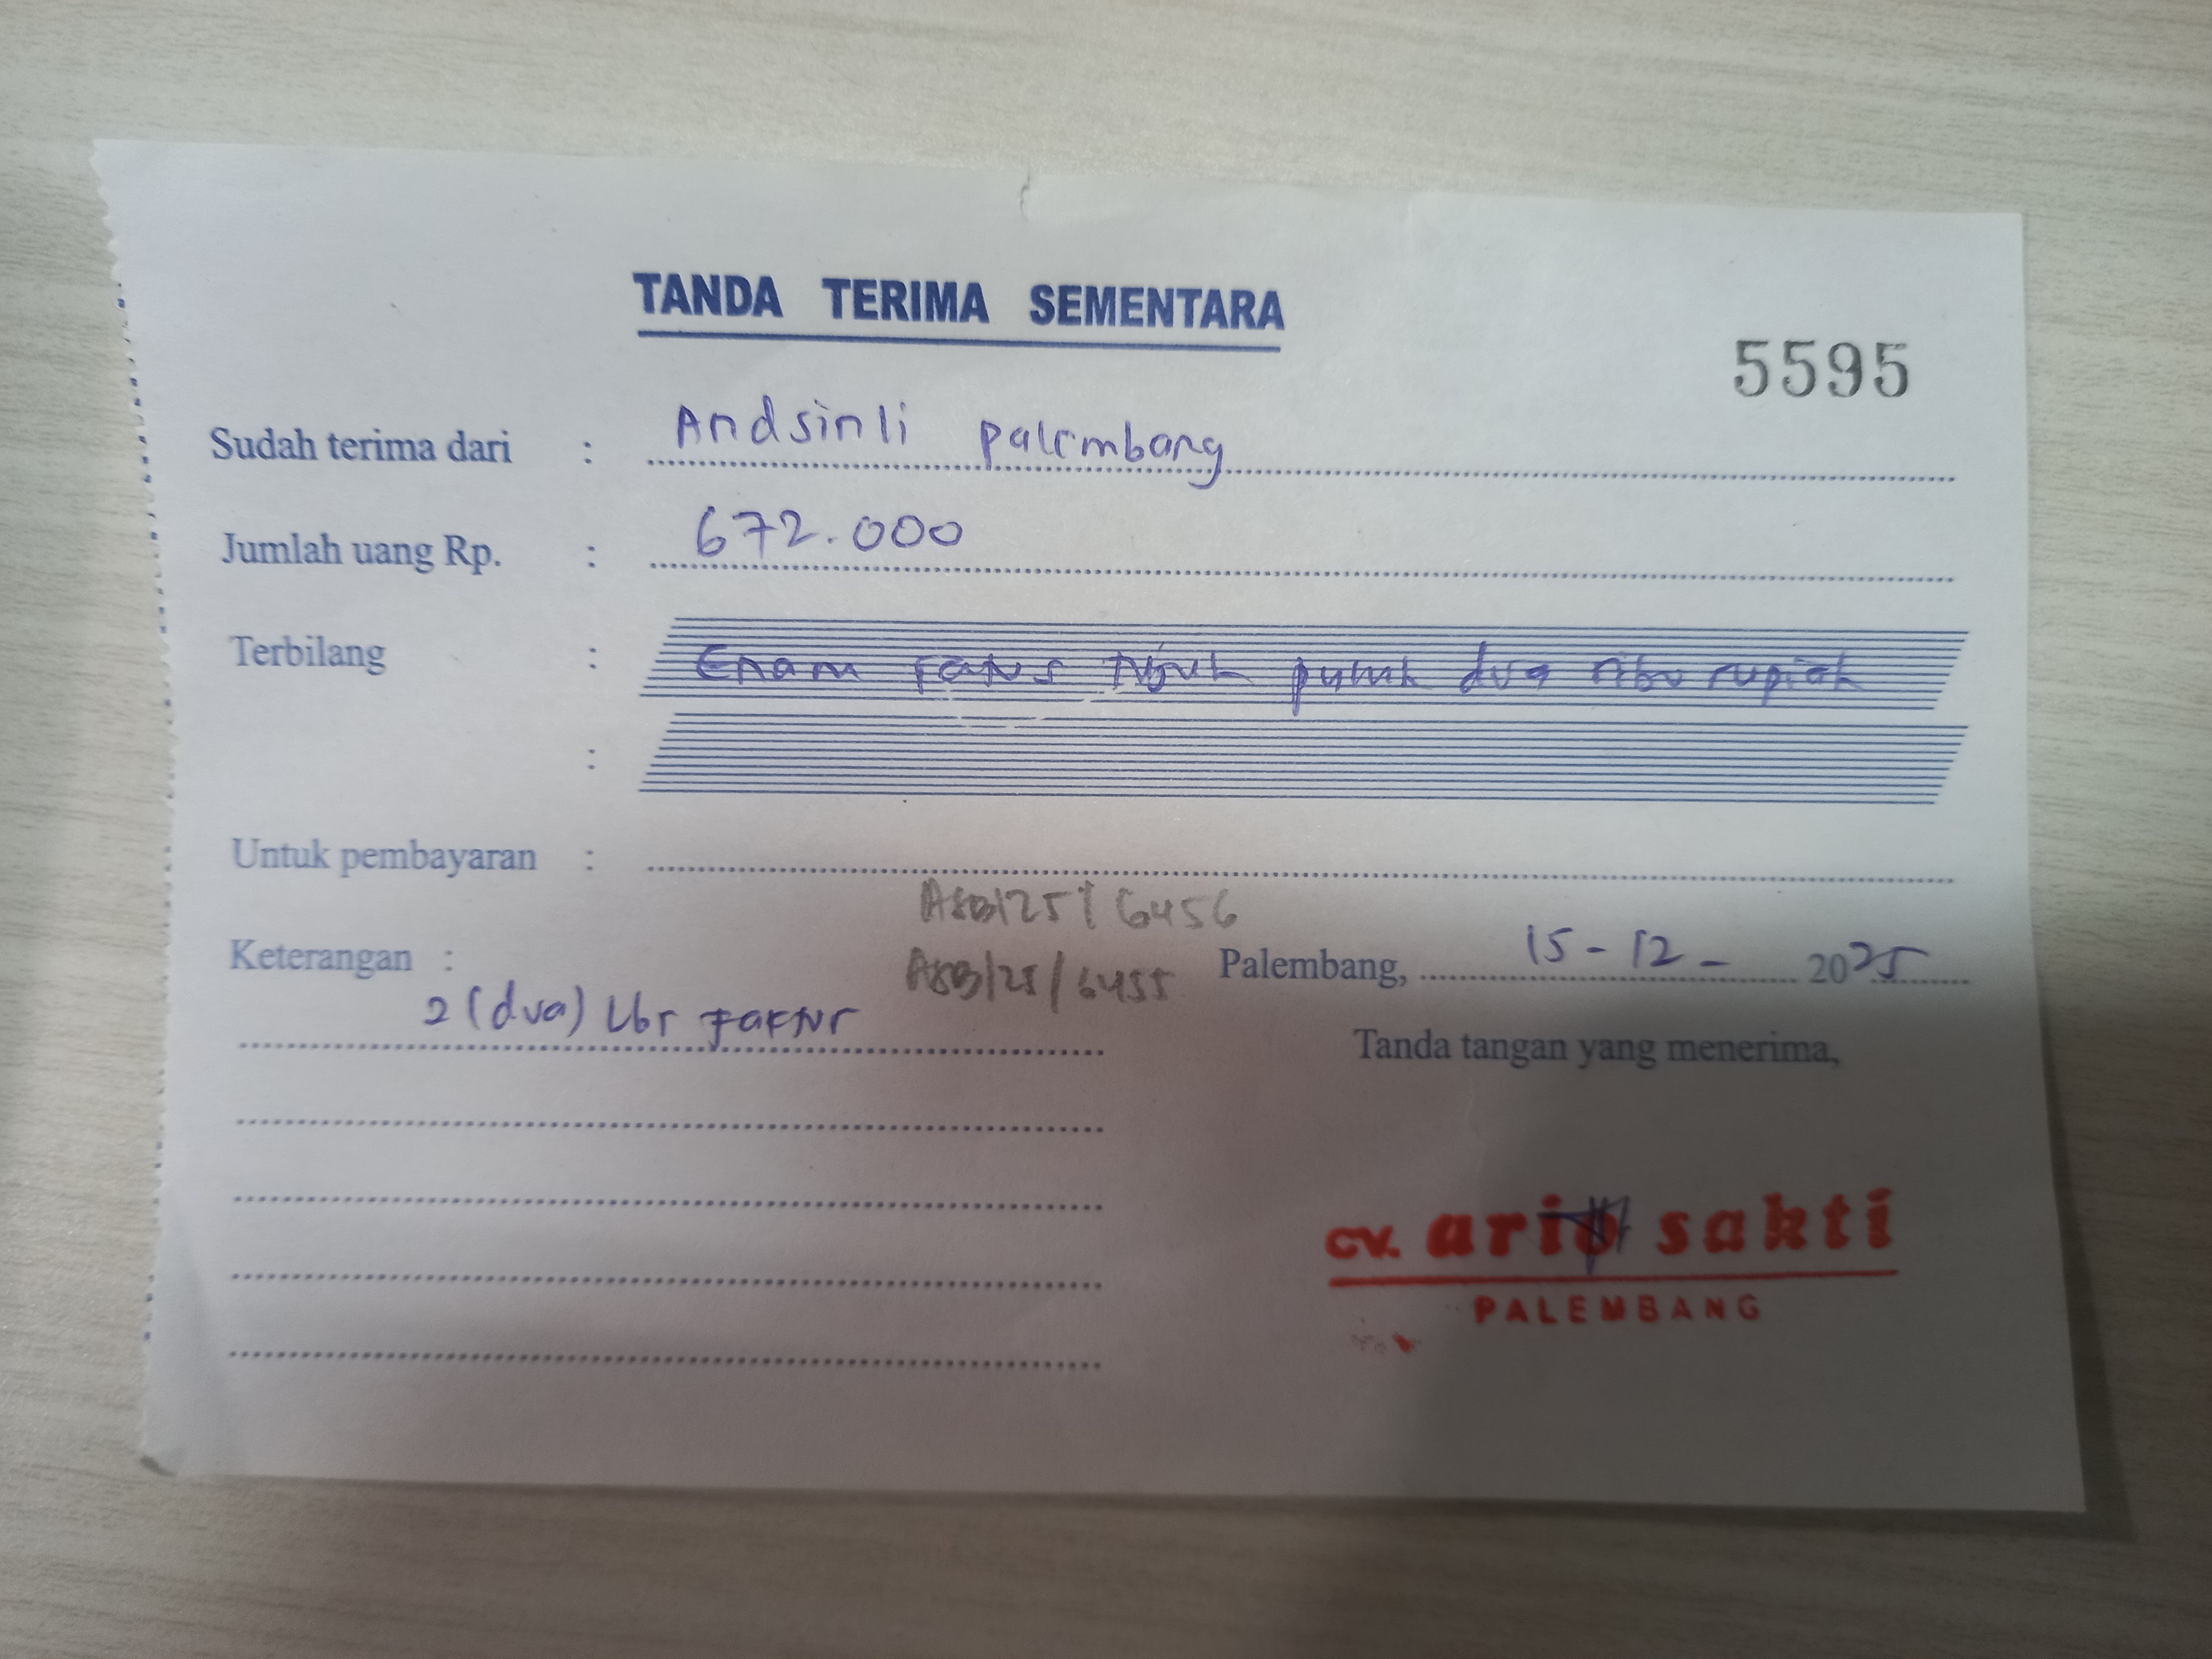 TANDA TERIMA SEMENTARA
5595
Sudah terima dari : Andsinli palembang
Jumlah uang Rp. : 672.000
Terbilang : Enam ratus tujuh puluh dua ribu rupiah
:
Untuk pembayaran :
ASB/25/6456
Keterangan :
ASB/25/6455
Palembang, 15-12- 2025
2 (dua) Lbr Faktur
Tanda tangan yang menerima,
cv. ario sakti
PALEMBANG